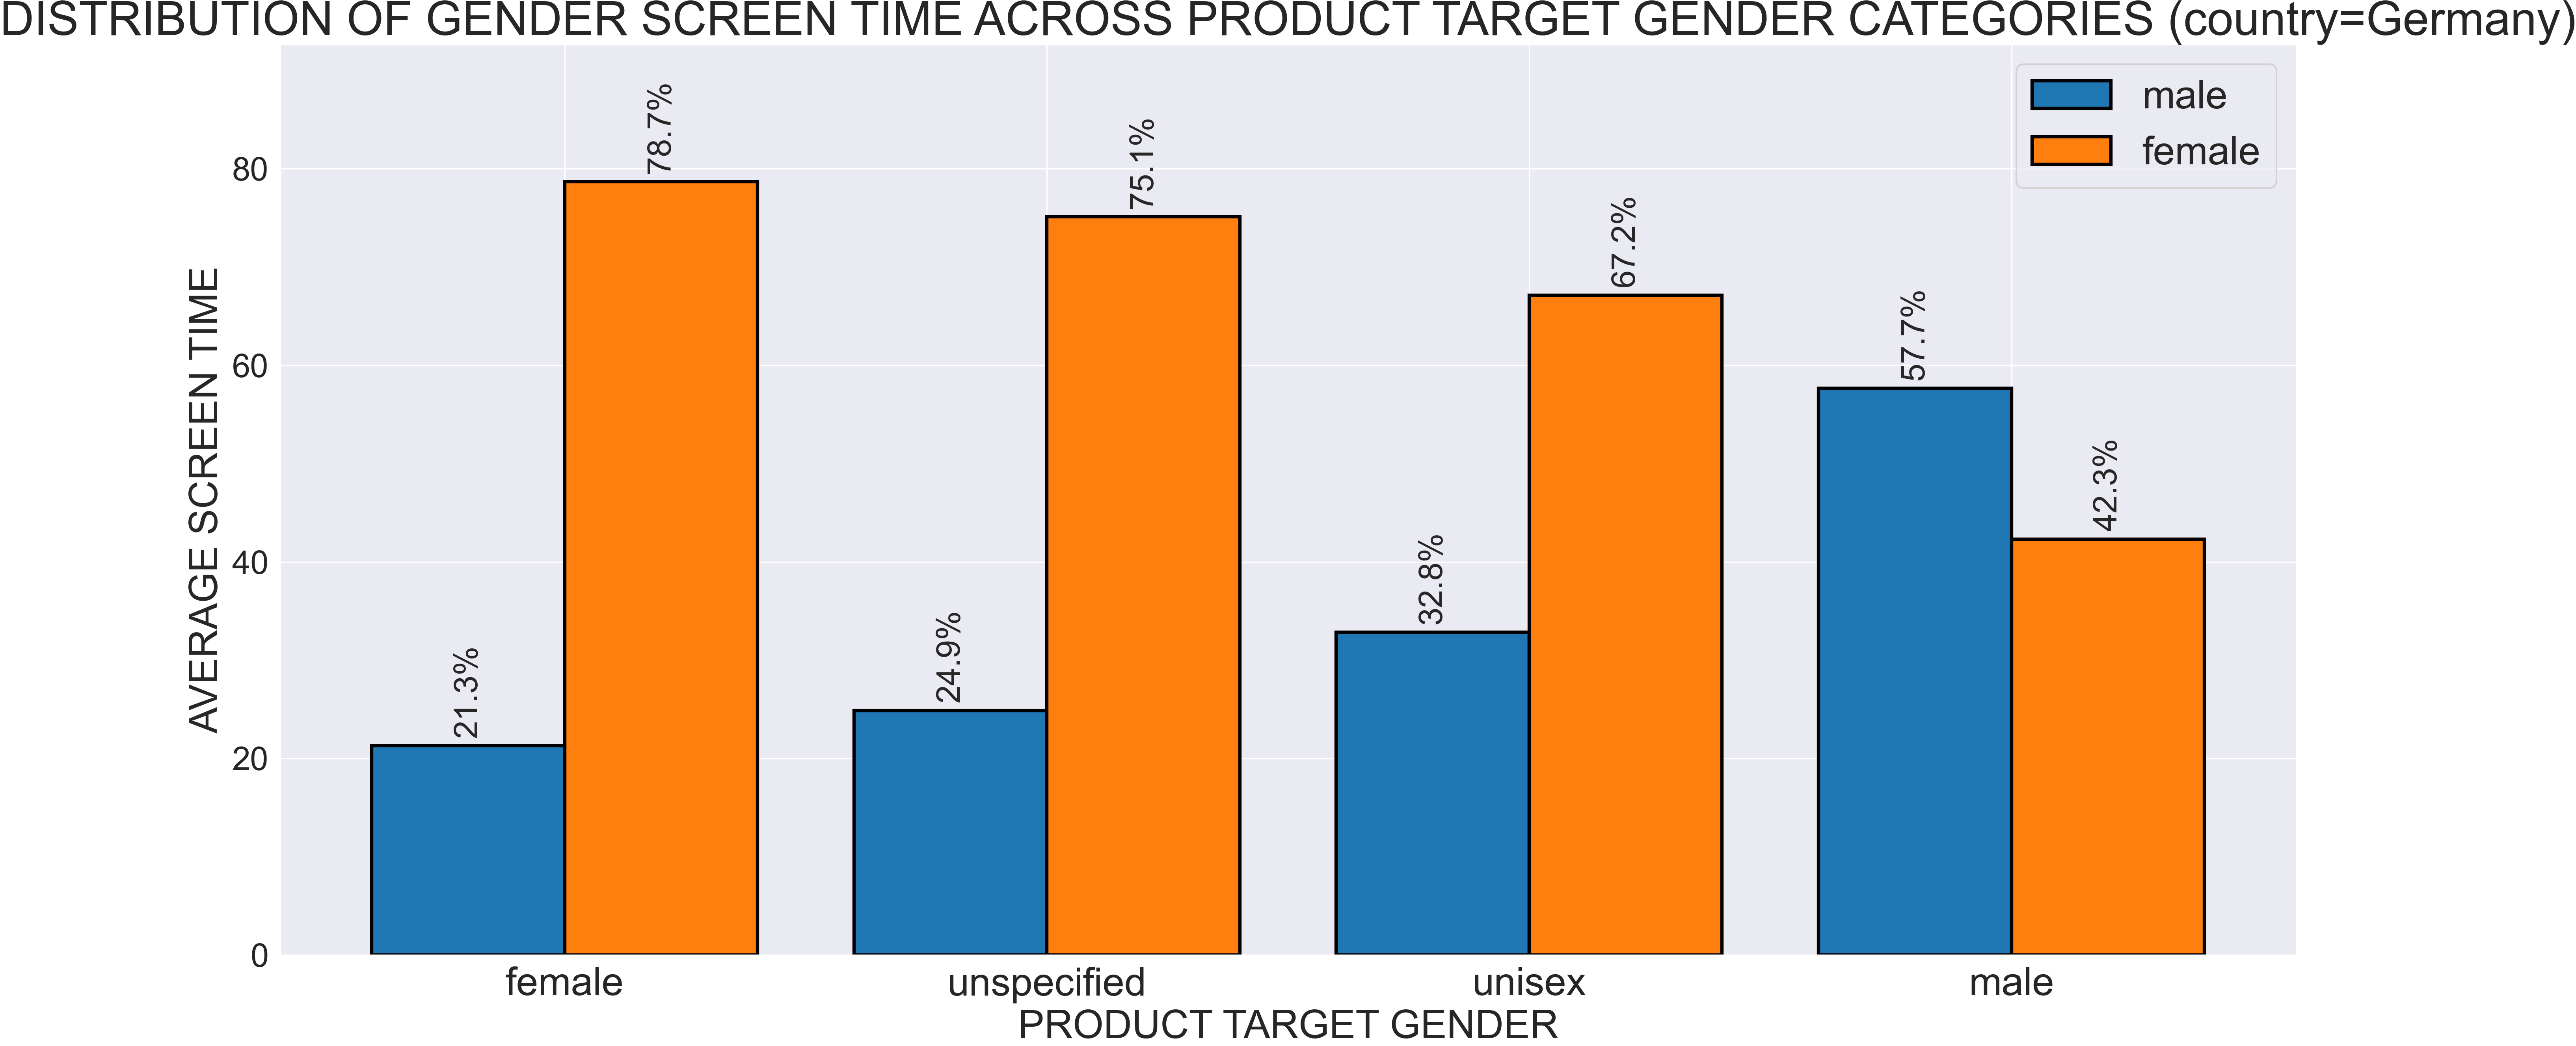 DISTRIBUTION OF GENDER SCREEN TIME ACROSS PRODUCT TARGET GENDER CATEGORIES (country=Germany)
male
female
AVERAGE SCREEN TIME
80
60
40
20
0
21.3%
78.7%
24.9%
75.1%
32.8%
67.2%
57.7%
42.3%
female
unspecified
unisex
male
PRODUCT TARGET GENDER